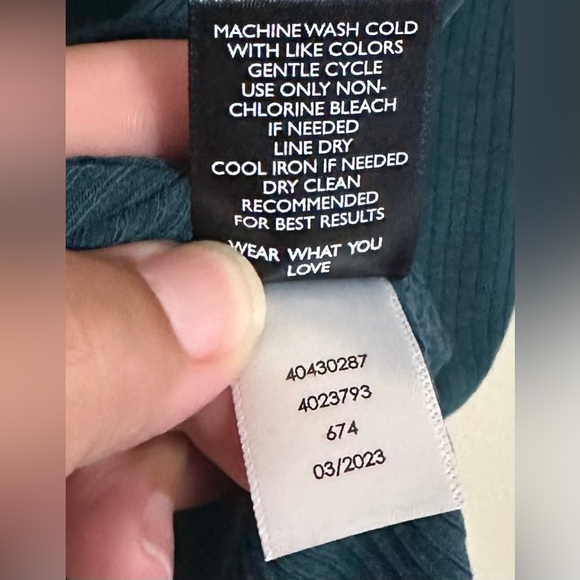 MACHINE WASH COLD
WITH LIKE COLORS
GENTLE CYCLE
USE ONLY NON-
CHLORINE BLEACH
IF NEEDED
LINE DRY
COOL IRON IF NEEDED
DRY CLEAN
RECOMMENDED
FOR BEST RESULTS
WEAR WHAT YOU
LOVE
40430287
4023793
674
03/2023